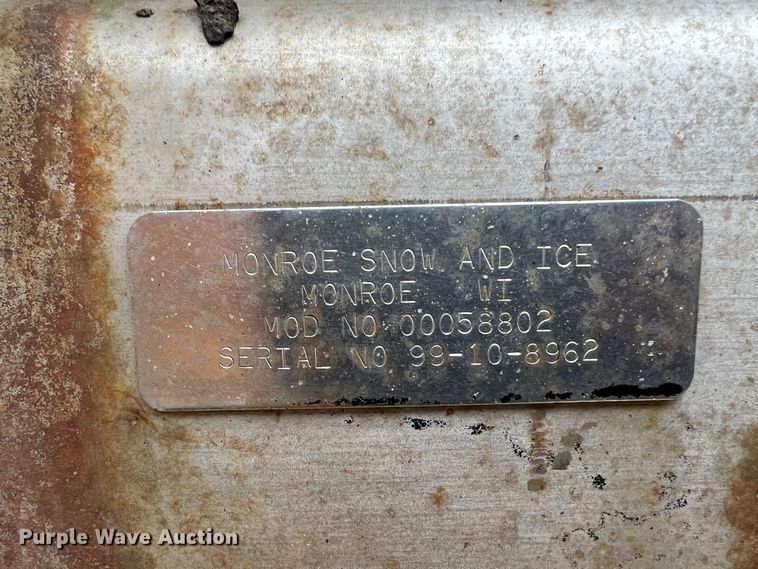 MONROE SNOW AND ICE
MONROE WI
MOD NO 00058802
SERIAL NO 99-10-8962
Purple Wave Auction®